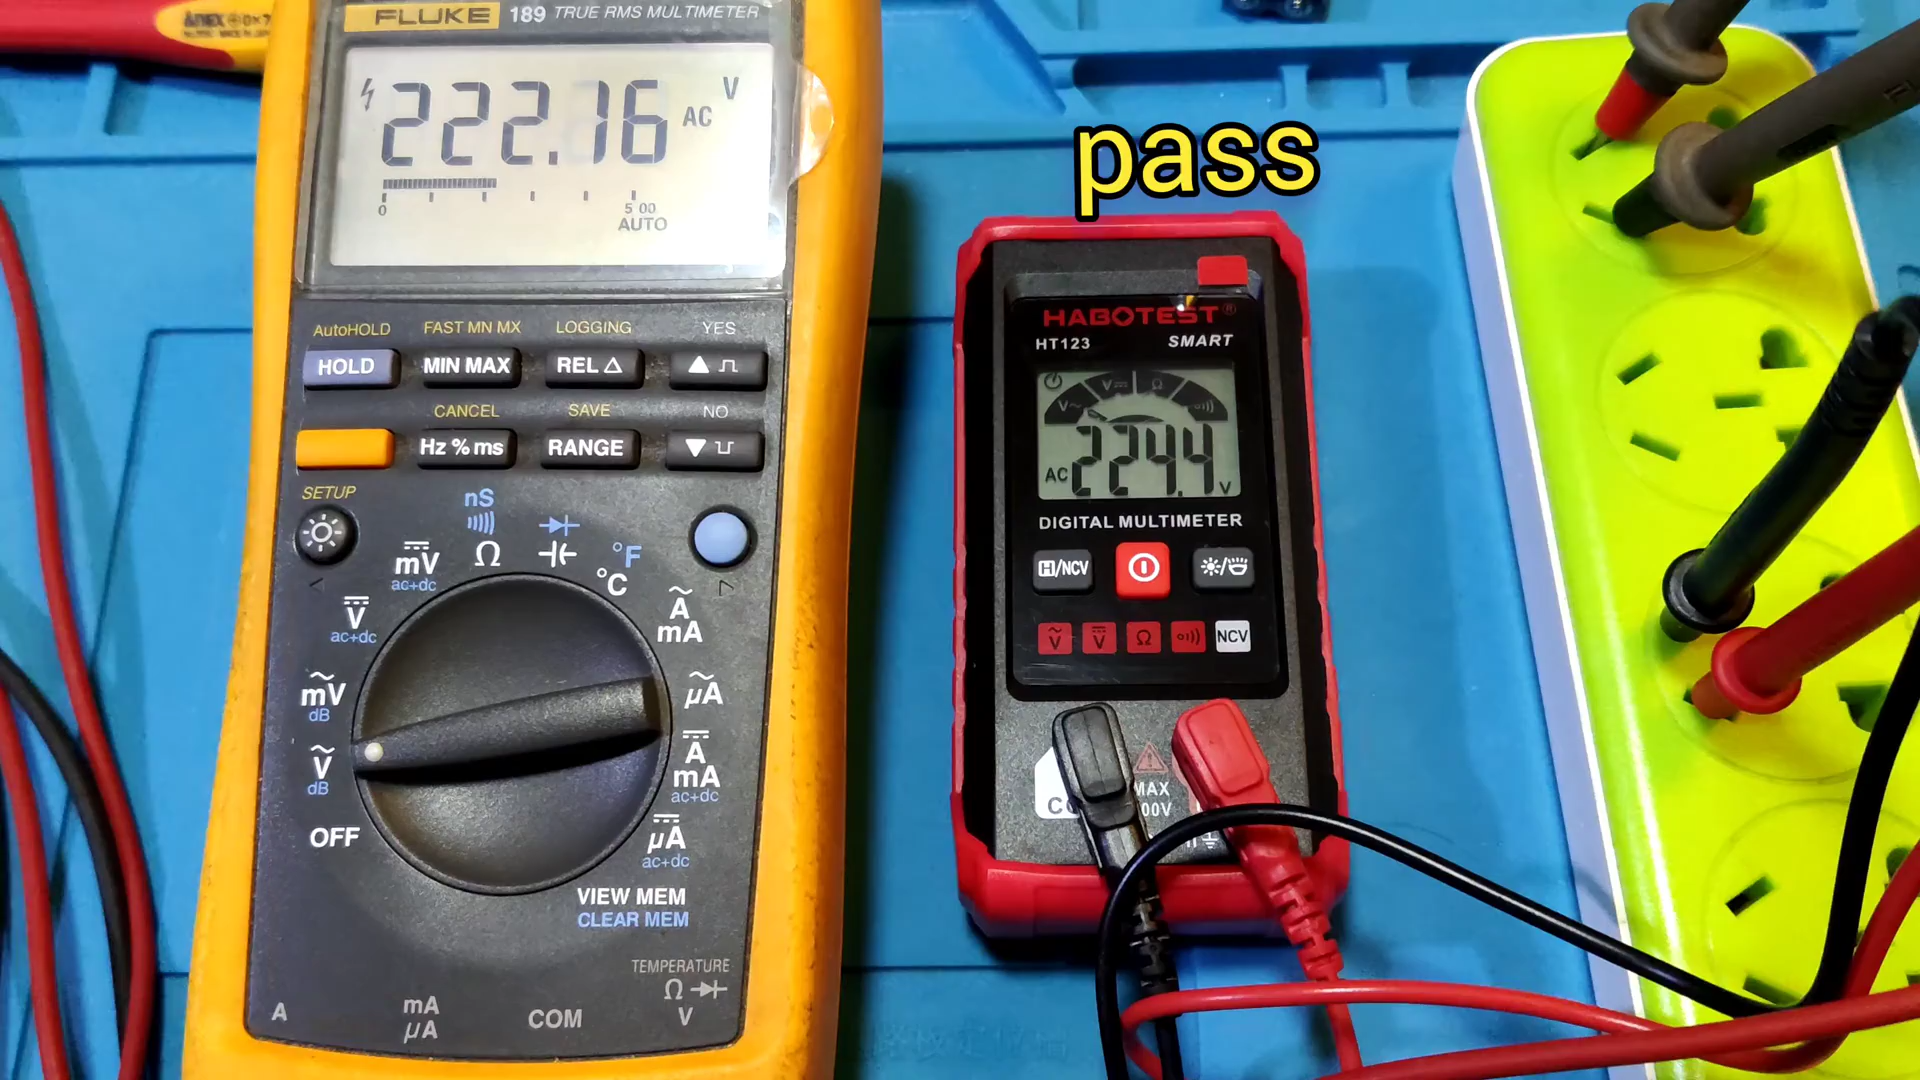 FLUKE 189 TRUE RMS MULTIMETER
222.16 AC V
0 500
AUTO
pass
AutoHOLD FAST MN MX LOGGING YES
HOLD MIN MAX REL △ ▲
CANCEL SAVE NO
Hz % ms RANGE ▼
SETUP
nS
Ω
mV
ac+dc
°F
°C
V
ac+dc
A
mA
mV
dB
µA
V
dB
A
mA
ac+dc
OFF
µA
ac+dc
VIEW MEM
CLEAR MEM
TEMPERATURE
Ω
V
A
mA
µA
COM
HABOTEST®
HT123 SMART
V Ω
V
AC 224.4 V
DIGITAL MULTIMETER
H/NCV
V V Ω NCV
MAX